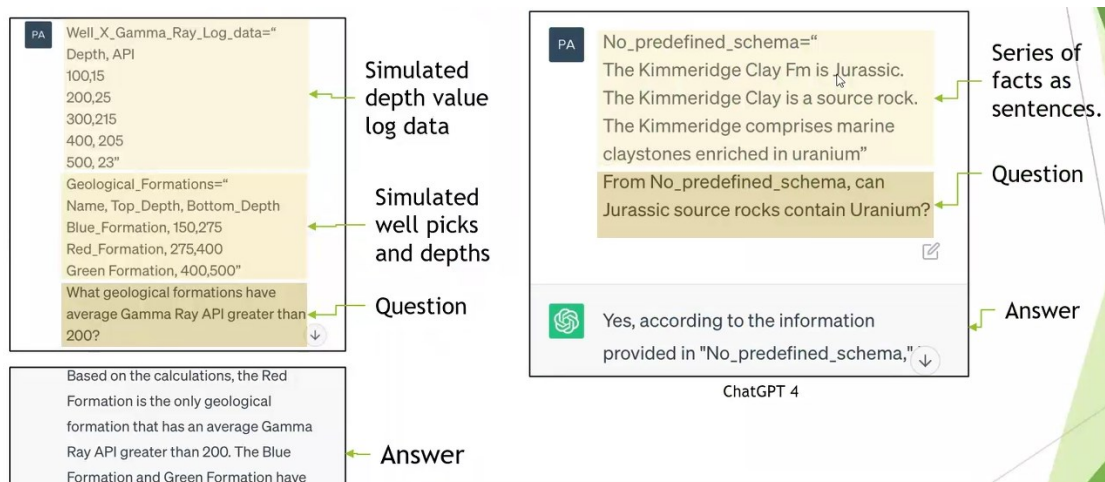 PA
Well_X_Gamma_Ray_Log_data=“
Depth, API
100,15
200,25
300,215
400, 205
500, 23”
Geological_Formations=“
Name, Top_Depth, Bottom_Depth
Blue_Formation, 150,275
Red_Formation, 275,400
Green Formation, 400,500”
What geological formations have
average Gamma Ray API greater than
200?
Simulated
depth value
log data
Simulated
well picks
and depths
Question
Based on the calculations, the Red
Formation is the only geological
formation that has an average Gamma
Ray API greater than 200. The Blue
Formation and Green Formation have
Answer
PA
No_predefined_schema=“
The Kimmeridge Clay Fm is Jurassic.
The Kimmeridge Clay is a source rock.
The Kimmeridge comprises marine
claystones enriched in uranium”
From No_predefined_schema, can
Jurassic source rocks contain Uranium?
Yes, according to the information
provided in "No_predefined_schema,"
ChatGPT 4
Series of
facts as
sentences.
Question
Answer